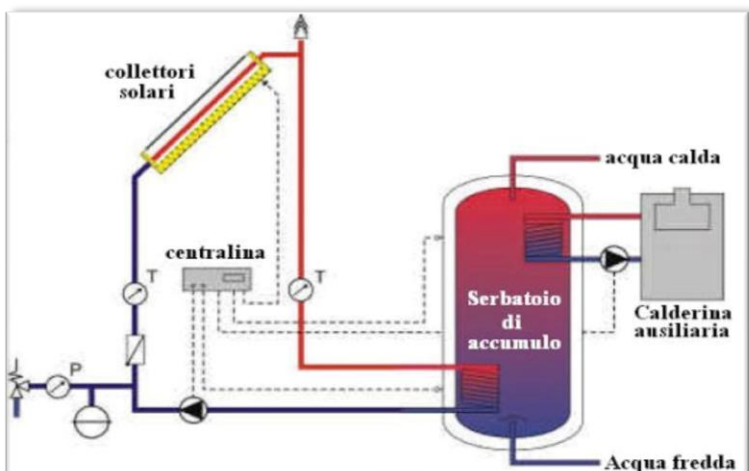 collettori
solari
acqua calda
centralina
T
T
Serbatoio
di
accumulo
Calderina
ausiliaria
P
Acqua fredda